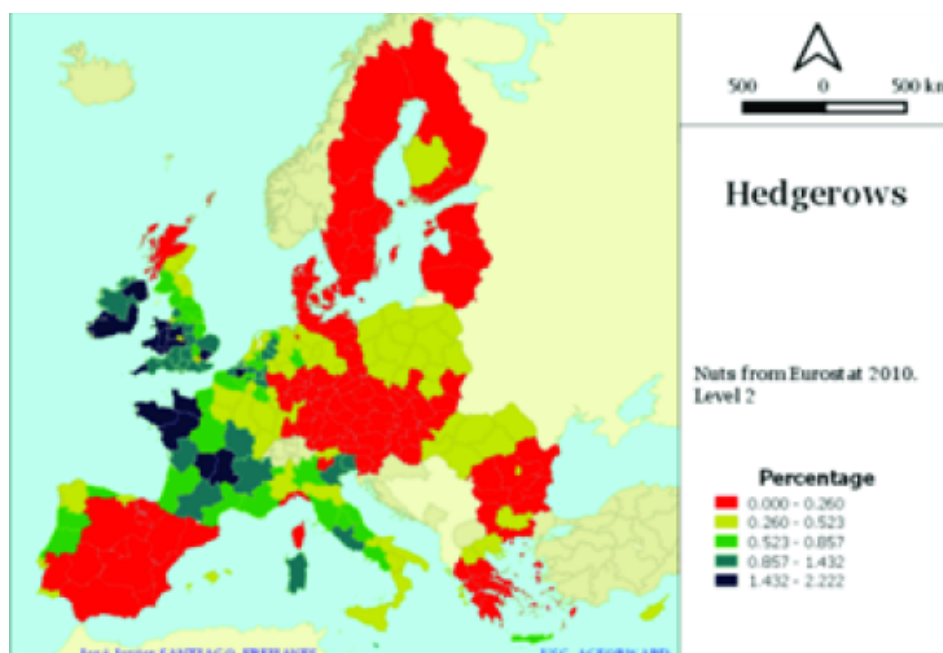 500 0 500 km
Hedgerows
Nuts from Eurostat 2010.
Level 2
Percentage
0.000 - 0.260
0.260 - 0.523
0.523 - 0.857
0.857 - 1.432
1.432 - 2.222